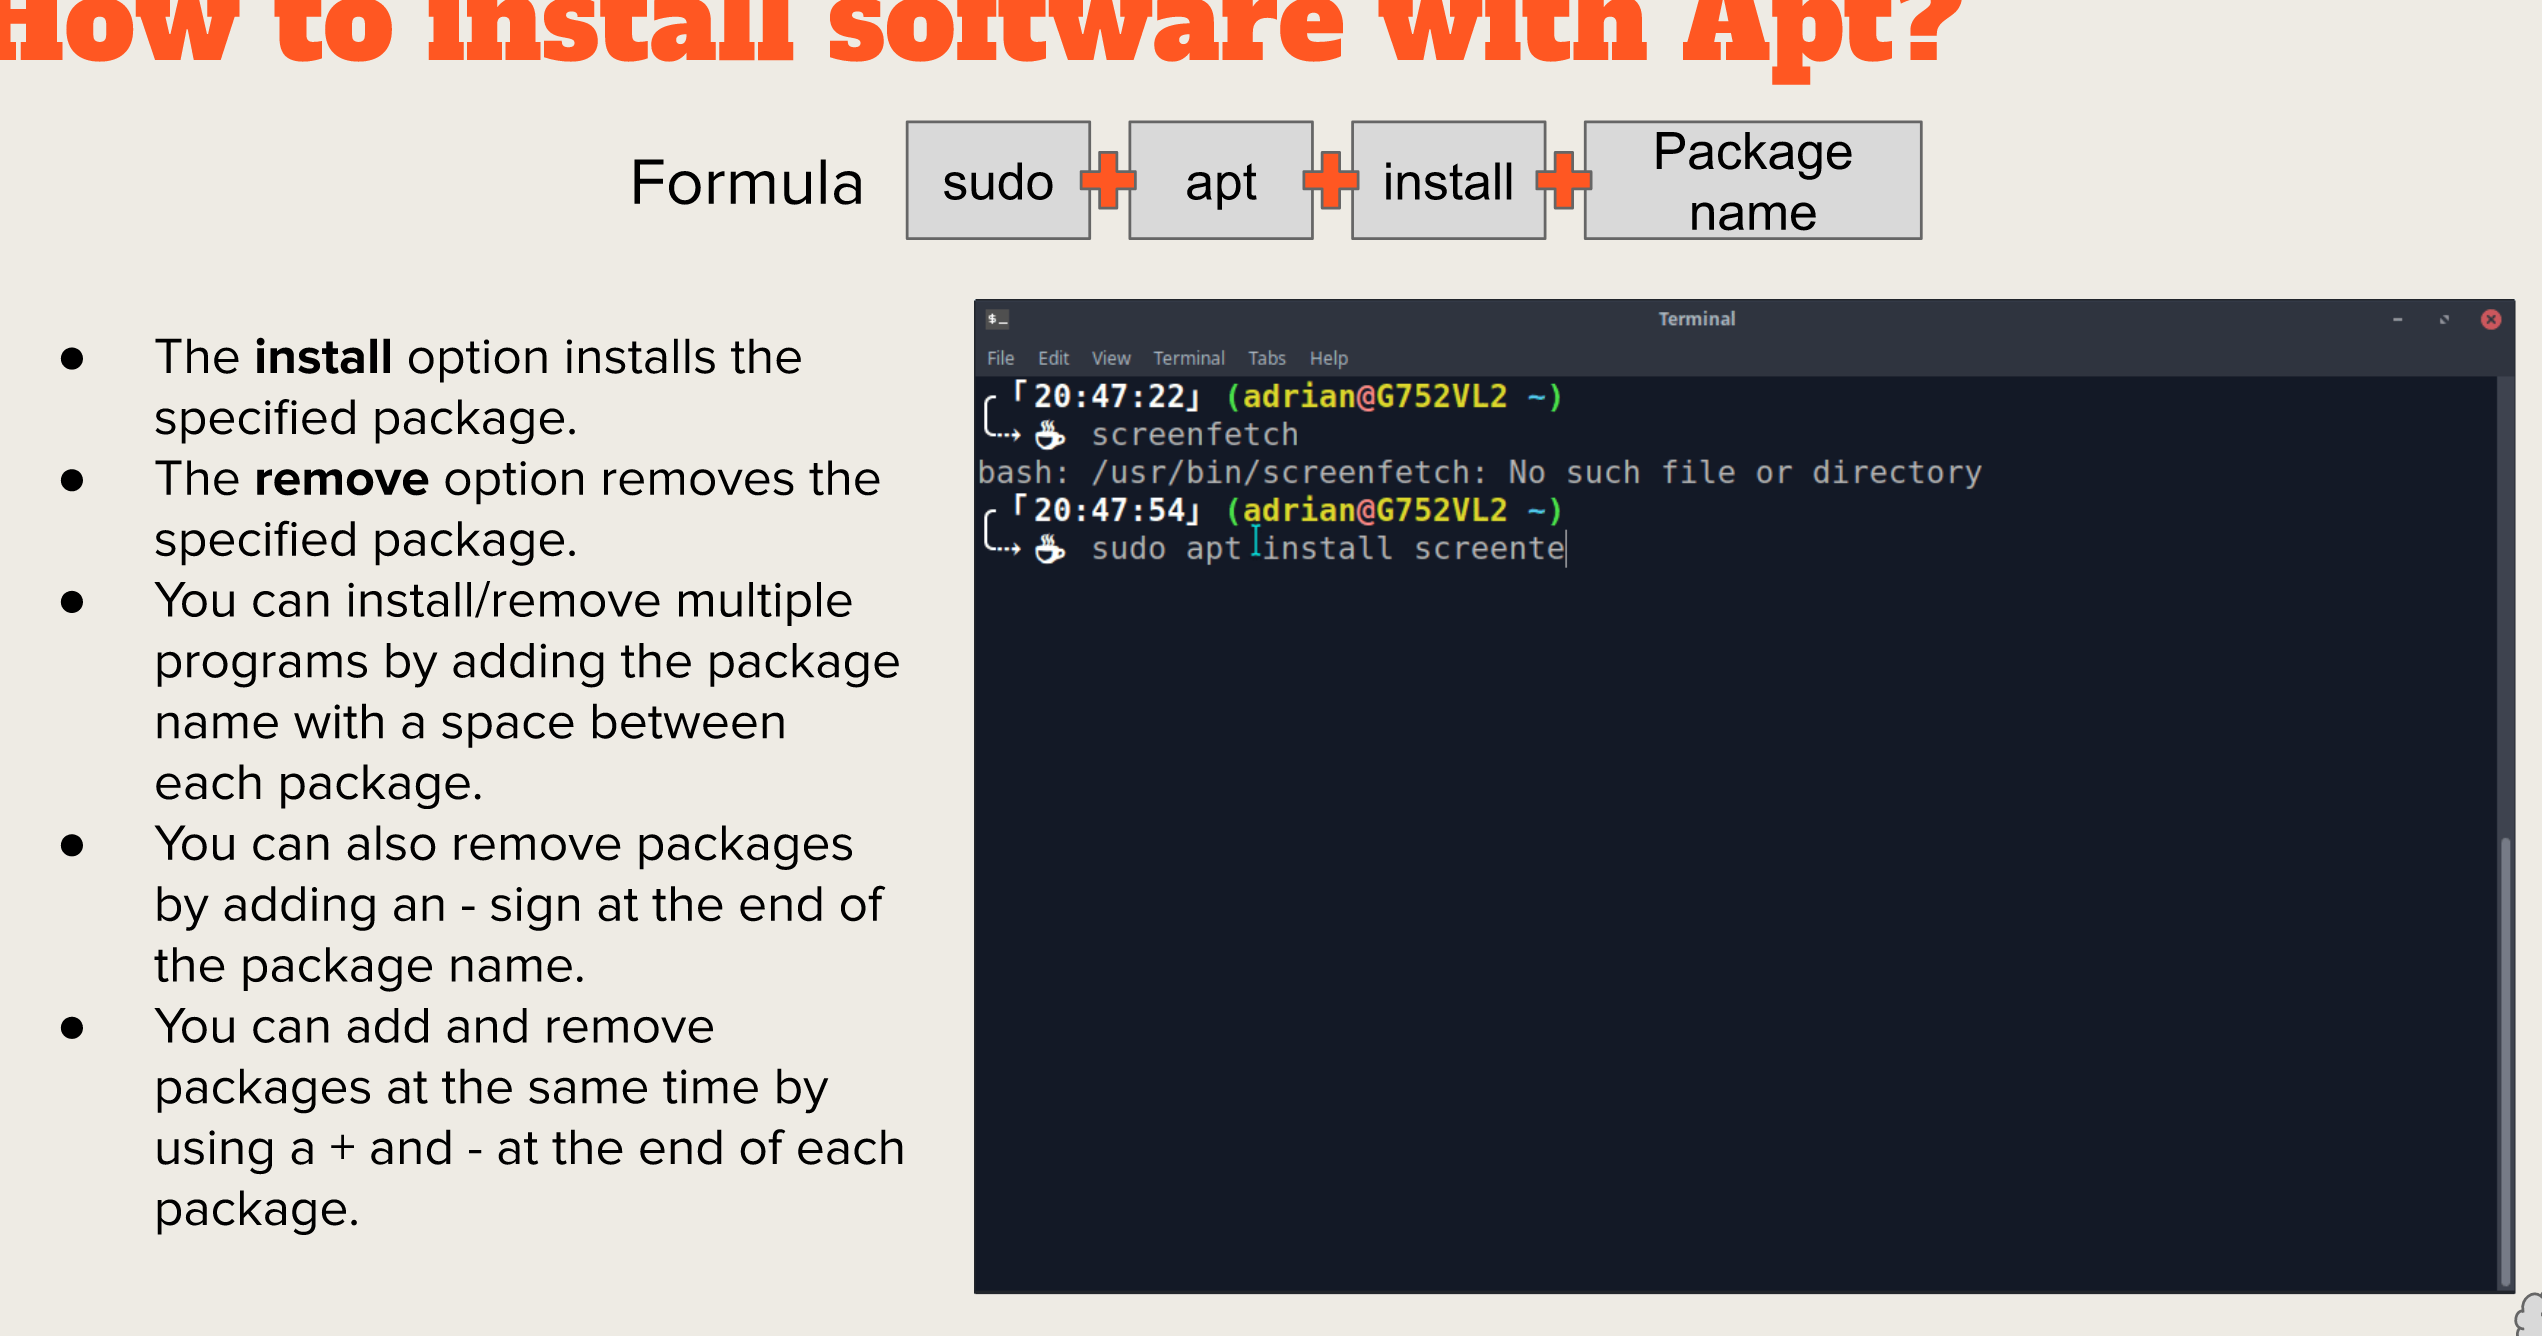 How to install software with Apt?
Formula sudo apt install Package name
● The install option installs the
specified package.
● The remove option removes the
specified package.
● You can install/remove multiple
programs by adding the package
name with a space between
each package.
● You can also remove packages
by adding an - sign at the end of
the package name.
● You can add and remove
packages at the same time by
using a + and - at the end of each
package.
$_ Terminal
File Edit View Terminal Tabs Help
「20:47:22」 (adrian@G752VL2 ~)
screenfetch
bash: /usr/bin/screenfetch: No such file or directory
「20:47:54」 (adrian@G752VL2 ~)
sudo apt install screente